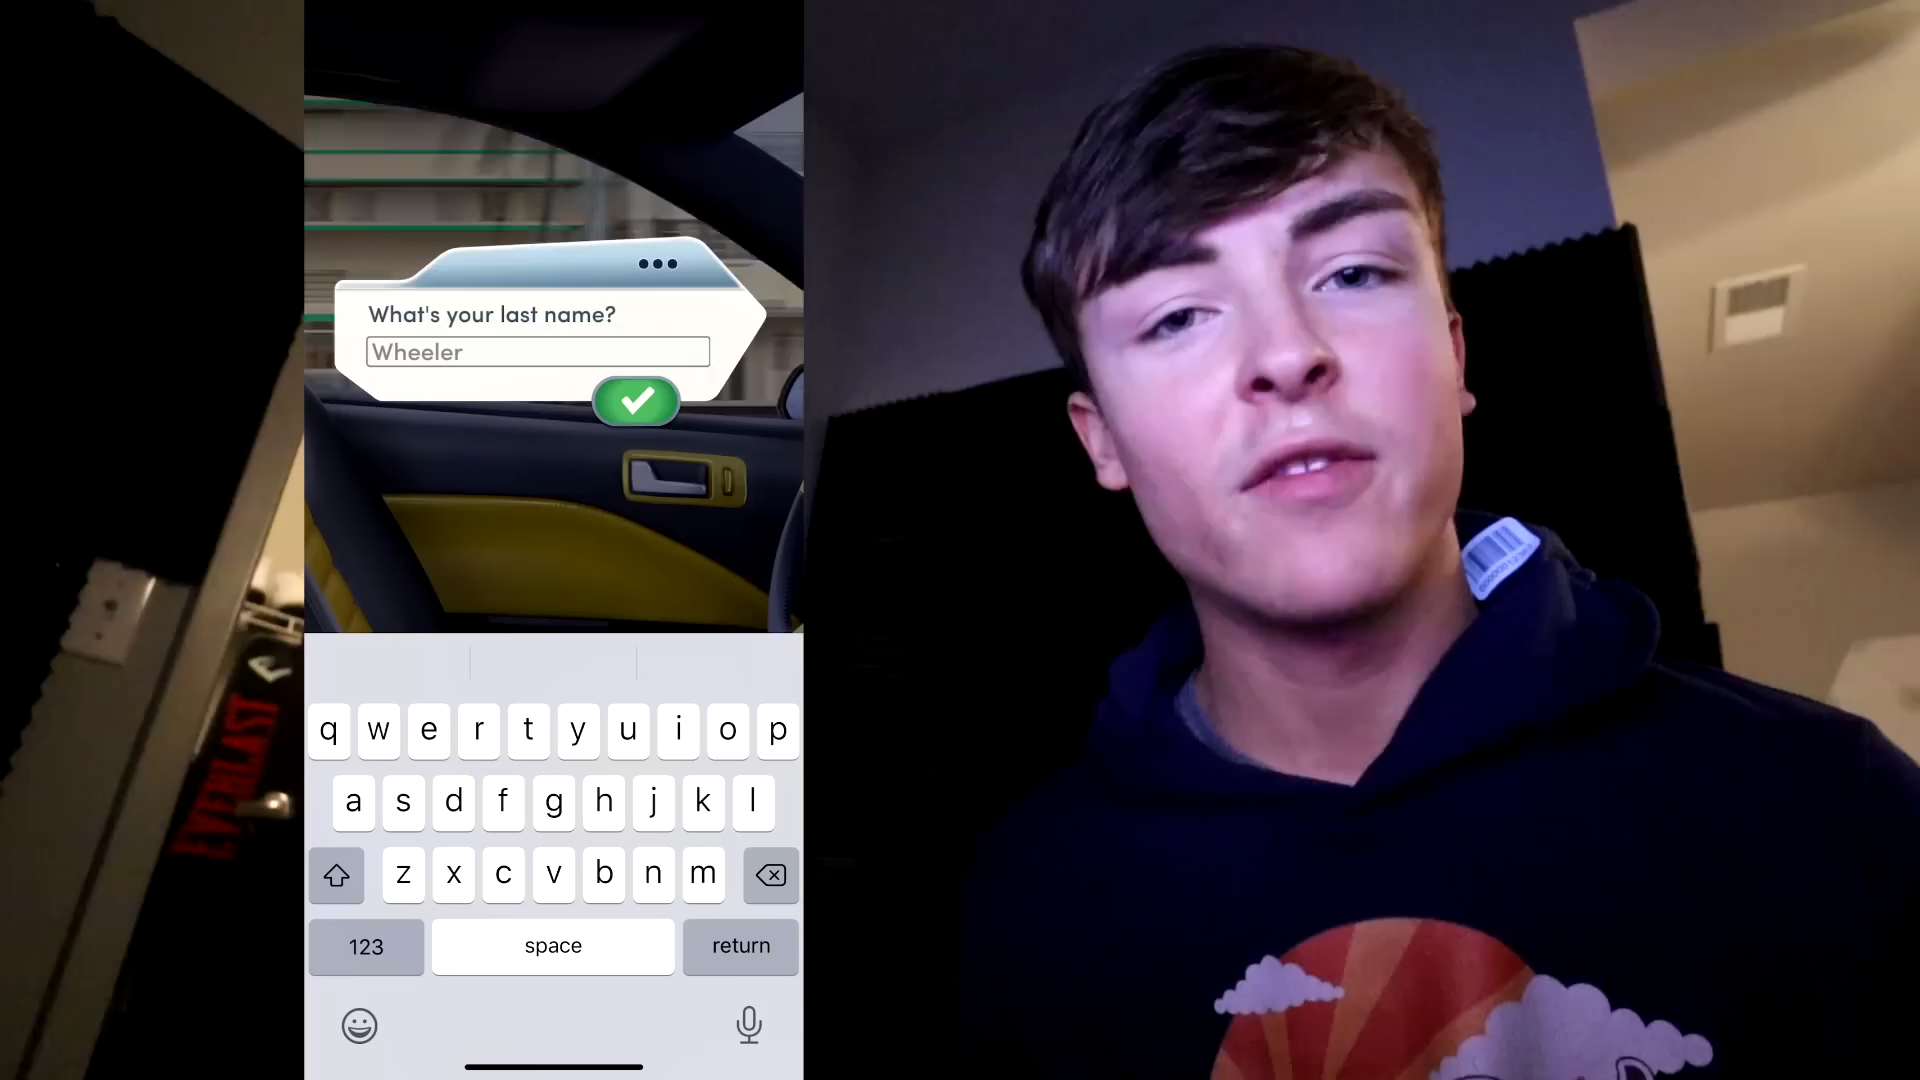 What's your last name?
Wheeler
q w e r t y u i o p
a s d f g h j k l
z x c v b n m
123 space return
EVERLAST